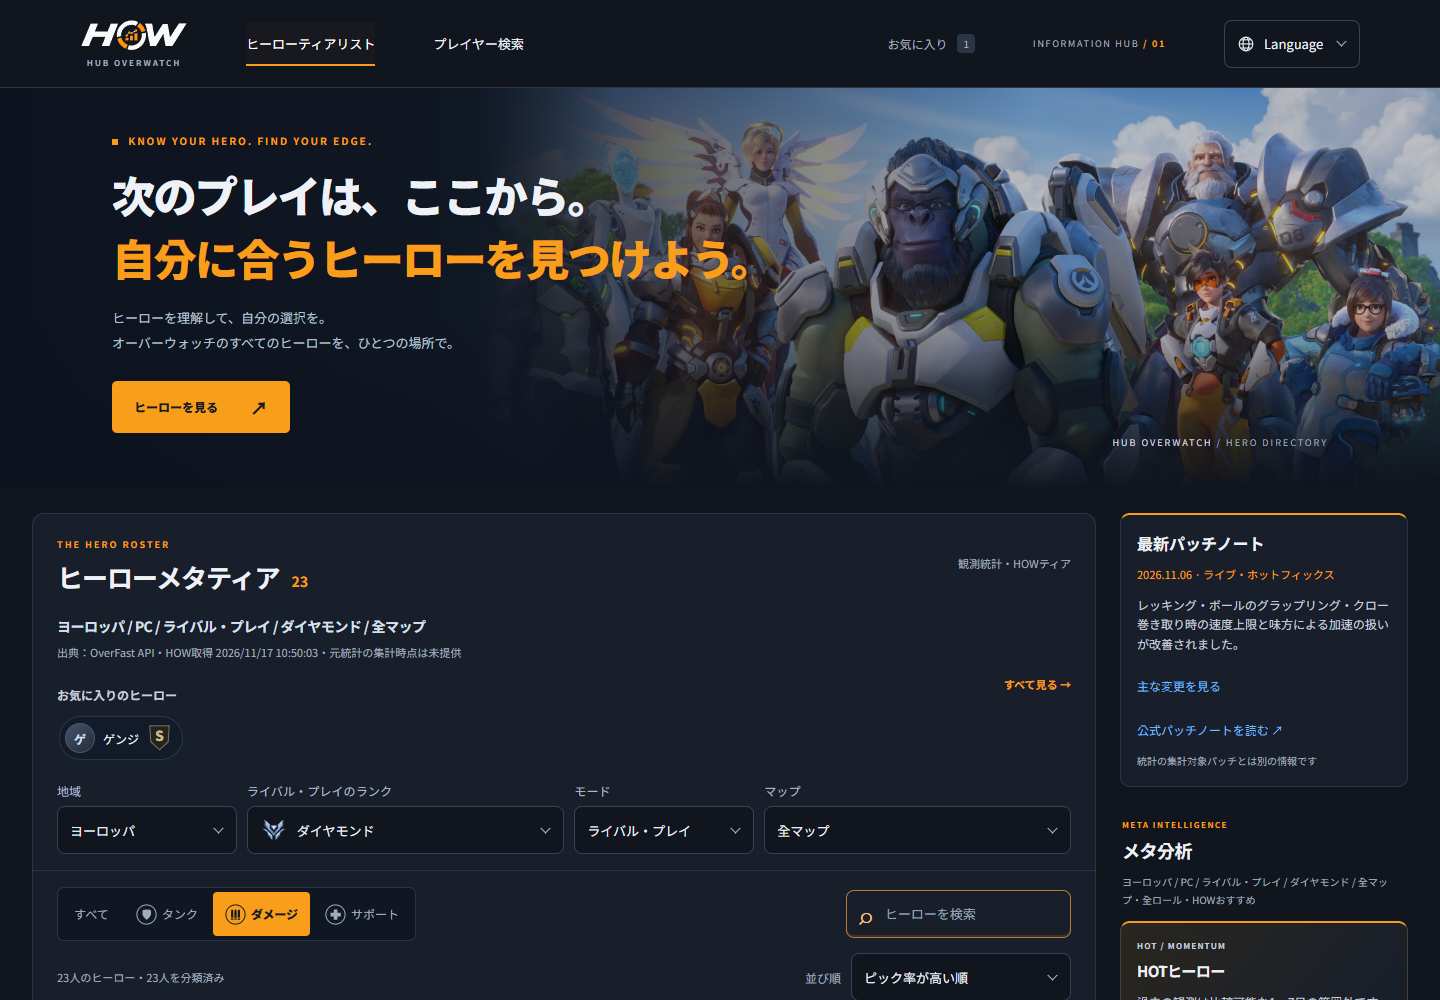 HOW
HUB OVERWATCH
ヒーローティアリスト
プレイヤー検索
お気に入り 1
INFORMATION HUB / 01
Language
KNOW YOUR HERO. FIND YOUR EDGE.
次のプレイは、ここから。
自分に合うヒーローを見つけよう。
ヒーローを理解して、自分の選択を。
オーバーウォッチのすべてのヒーローを、ひとつの場所で。
ヒーローを見る ↗
08
HUB OVERWATCH / HERO DIRECTORY
THE HERO ROSTER
ヒーローメタティア 23
観測統計・HOWティア
ヨーロッパ / PC / ライバル・プレイ / ダイヤモンド / 全マップ
出典：OverFast API・HOW取得 2026/11/17 10:50:03・元統計の集計時点は未提供
お気に入りのヒーロー
すべて見る →
ゲ ゲンジ S
地域
ライバル・プレイのランク
モード
マップ
ヨーロッパ
ダイヤモンド
ライバル・プレイ
全マップ
すべて
タンク
ダメージ
サポート
ヒーローを検索
23人のヒーロー・23人を分類済み
並び順
ピック率が高い順
最新パッチノート
2026.11.06 · ライブ・ホットフィックス
レッキング・ボールのグラップリング・クロー
巻き取り時の速度上限と味方による加速の扱い
が改善されました。
主な変更を見る
公式パッチノートを読む ↗
統計の集計対象パッチとは別の情報です
META INTELLIGENCE
メタ分析
ヨーロッパ / PC / ライバル・プレイ / ダイヤモンド / 全マッ
プ・全ロール・HOWおすすめ
HOT / MOMENTUM
HOTヒーロー